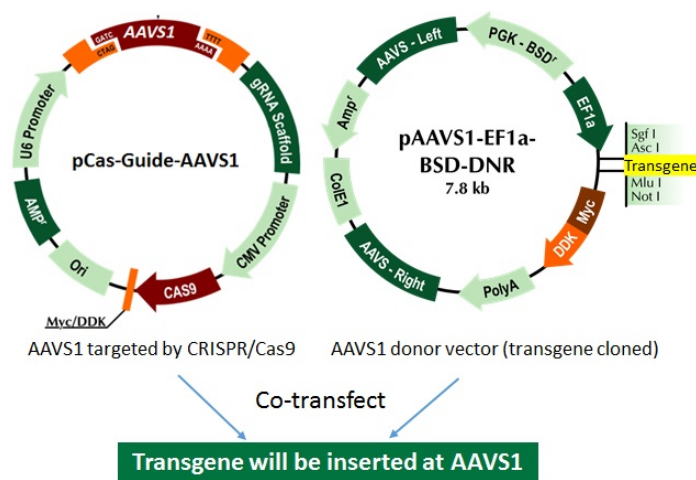 GATC
AAVS1
TTTT
CTAG
AAAA
gRNA Scaffold
CMV Promoter
CAS9
Myc/DDK
Ori
AMPʳ
U6 Promoter
pCas-Guide-AAVS1
AAVS - Left
PGK - BSDʳ
EF1a
Sgf I
Asc I
Transgene
Mlu I
Not I
Myc
DDK
PolyA
AAVS - Right
ColE1
Ampʳ
pAAVS1-EF1a-
BSD-DNR
7.8 kb
AAVS1 targeted by CRISPR/Cas9
AAVS1 donor vector (transgene cloned)
Co-transfect
Transgene will be inserted at AAVS1